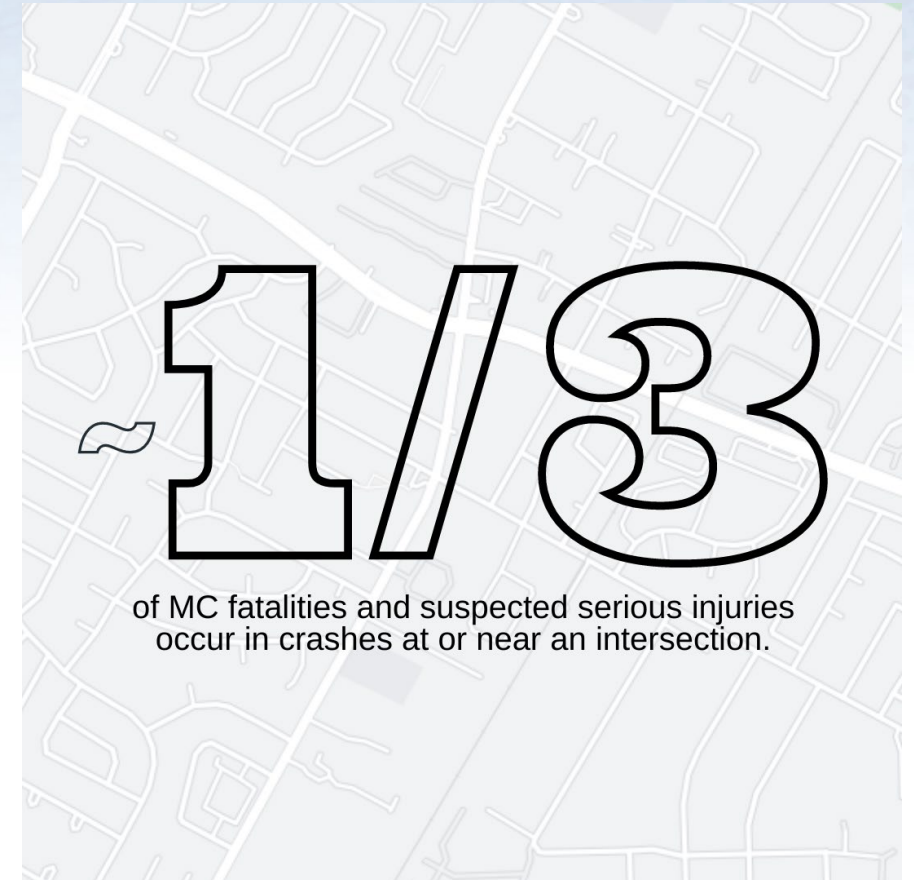 ~1/3
of MC fatalities and suspected serious injuries
occur in crashes at or near an intersection.